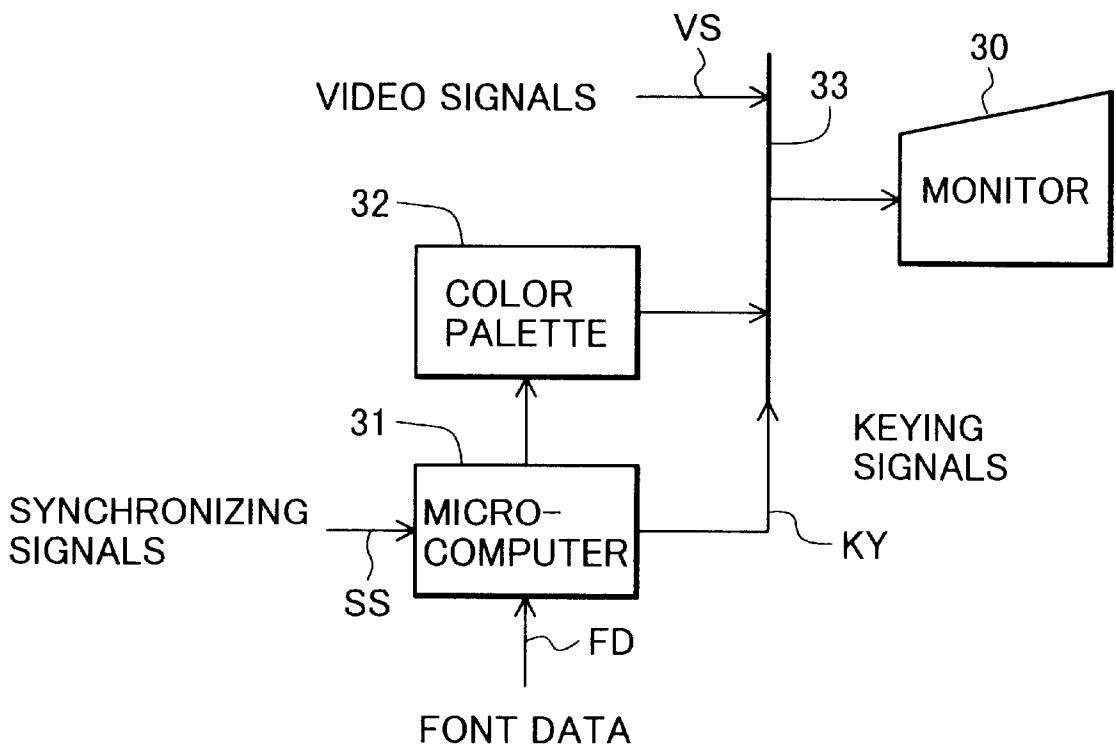 VS
30
VIDEO SIGNALS
33
MONITOR
32
COLOR
PALETTE
31
KEYING
SIGNALS
SYNCHRONIZING
SIGNALS
MICRO-
COMPUTER
KY
SS
FD
FONT DATA